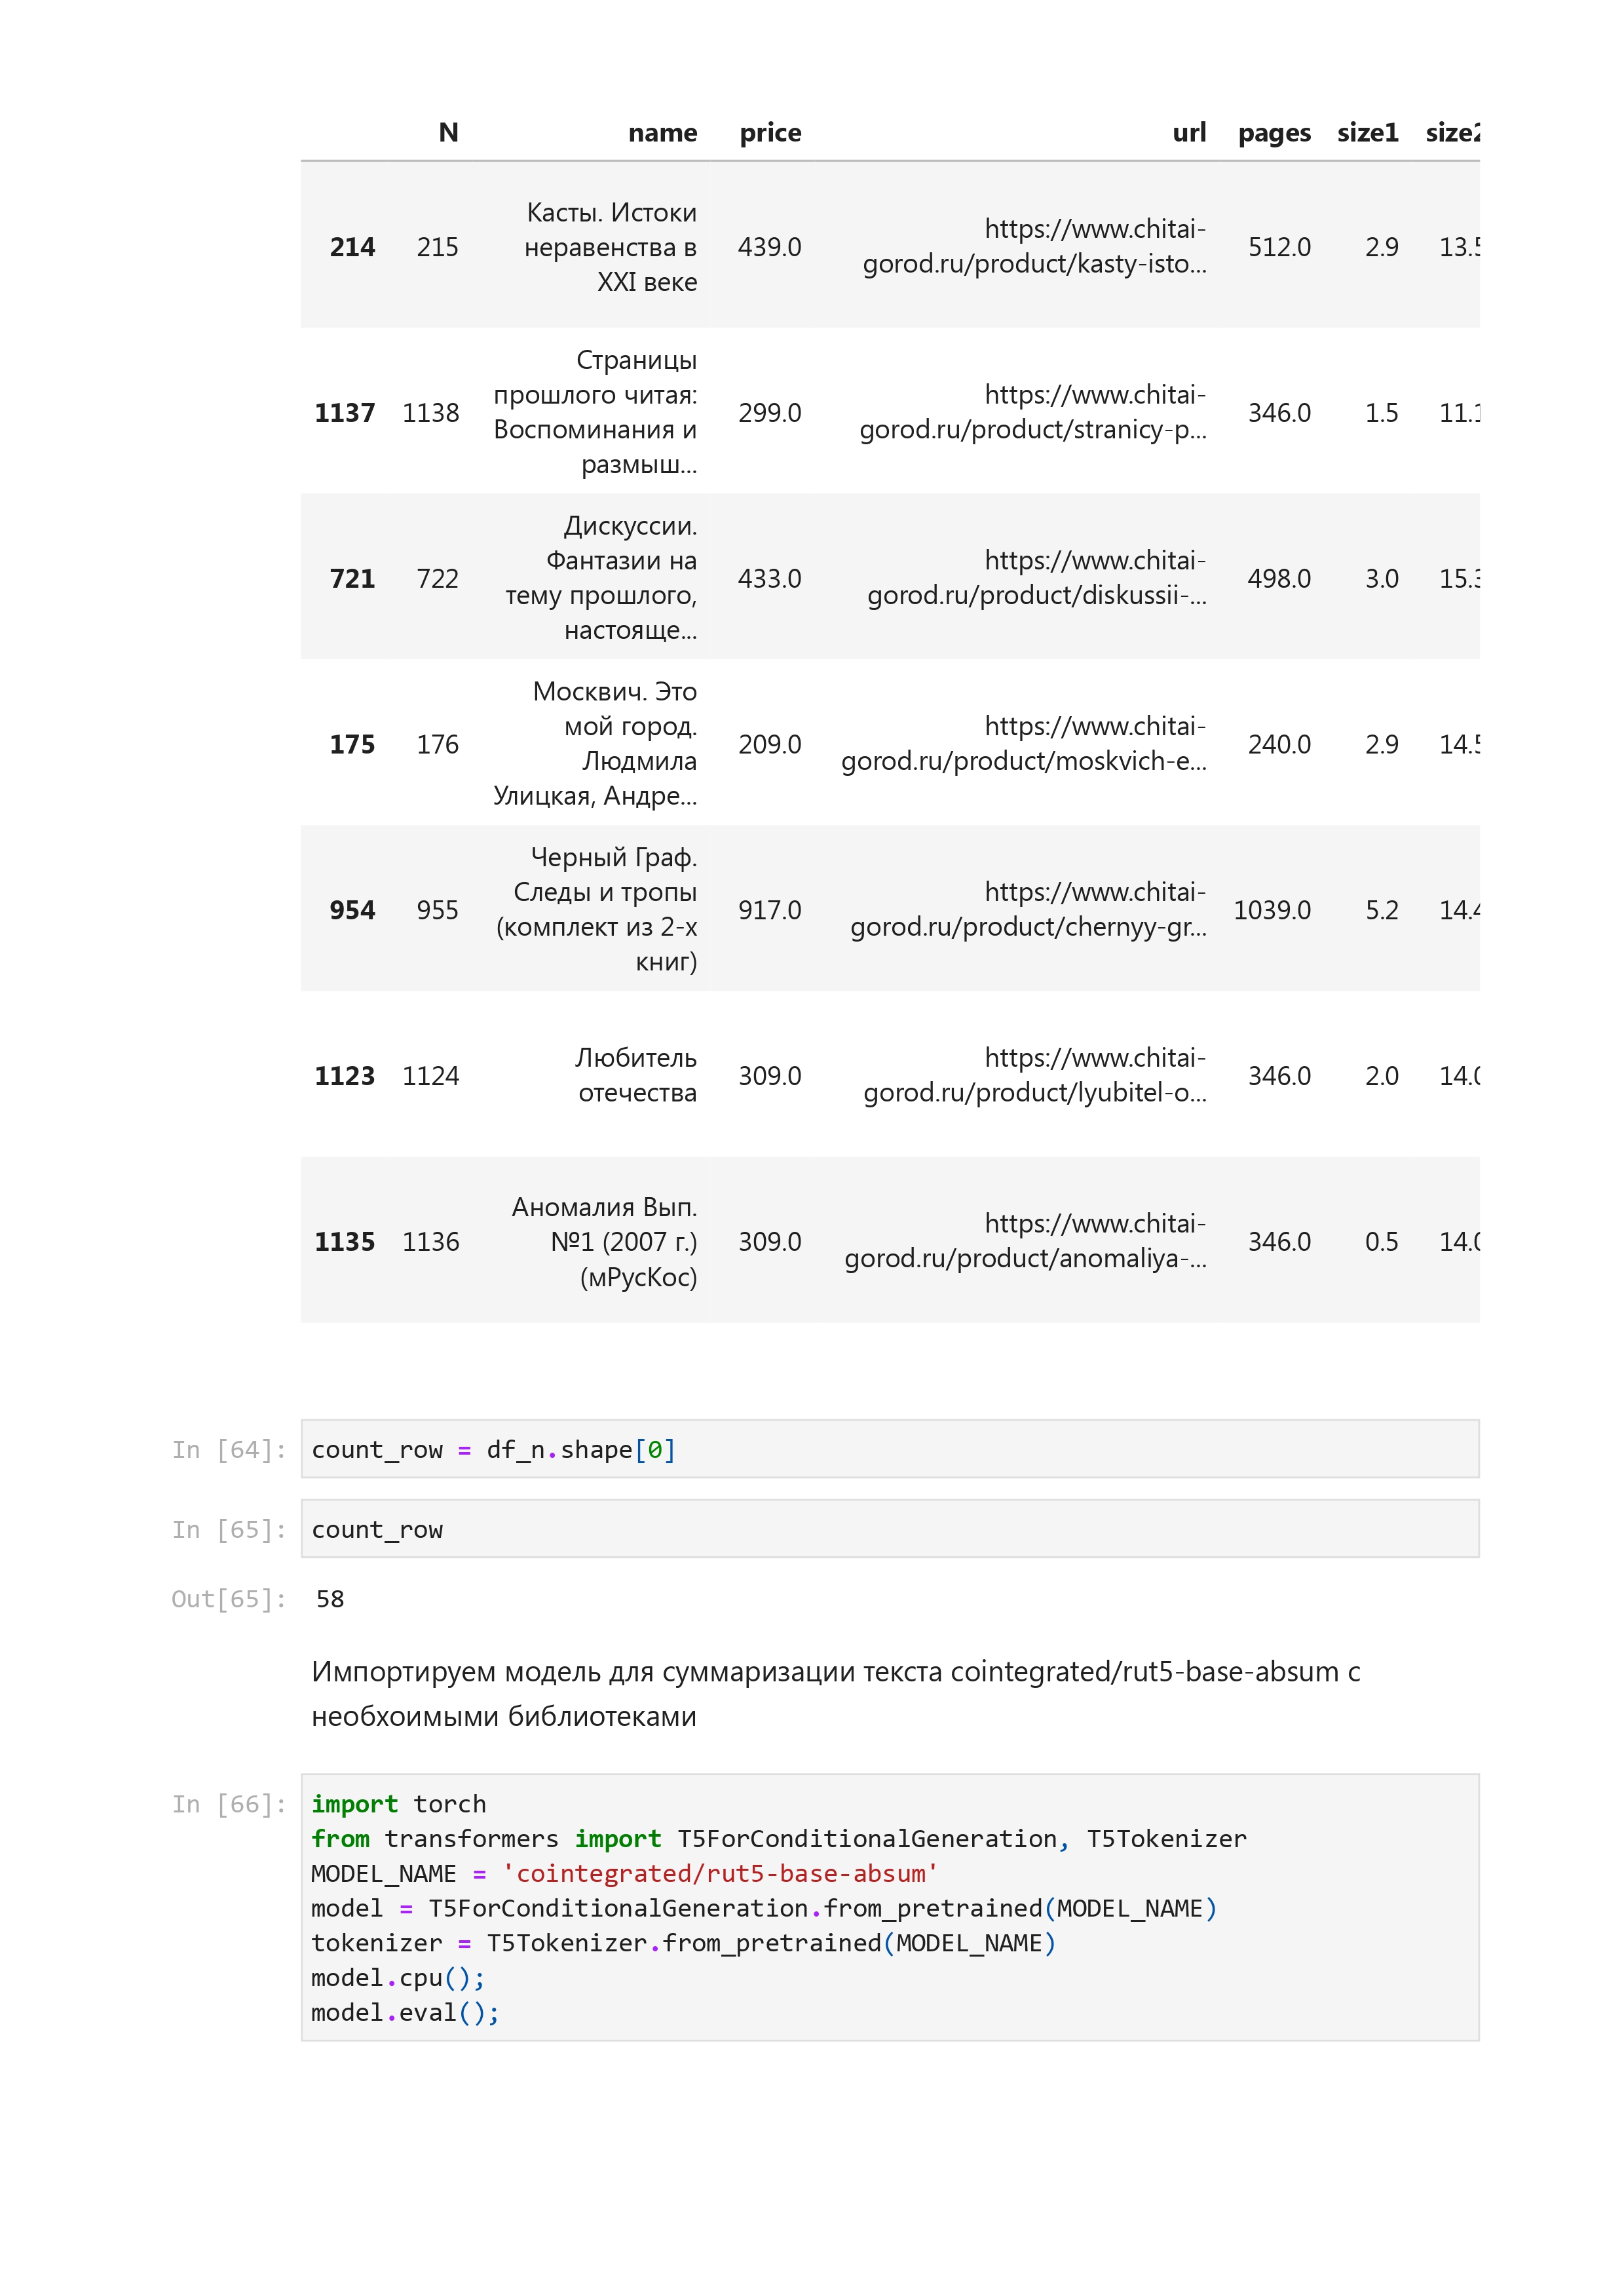 N name price url pages size1 size2
214 215 Касты. Истоки неравенства в XXI веке 439.0 https://www.chitai-gorod.ru/product/kasty-isto... 512.0 2.9 13.5
1137 1138 Страницы прошлого читая: Воспоминания и размыш... 299.0 https://www.chitai-gorod.ru/product/stranicy-p... 346.0 1.5 11.1
721 722 Дискуссии. Фантазии на тему прошлого, настояще... 433.0 https://www.chitai-gorod.ru/product/diskussii-... 498.0 3.0 15.3
175 176 Москвич. Это мой город. Людмила Улицкая, Андре... 209.0 https://www.chitai-gorod.ru/product/moskvich-e... 240.0 2.9 14.5
954 955 Черный Граф. Следы и тропы (комплект из 2-х книг) 917.0 https://www.chitai-gorod.ru/product/chernyy-gr... 1039.0 5.2 14.4
1123 1124 Любитель отечества 309.0 https://www.chitai-gorod.ru/product/lyubitel-o... 346.0 2.0 14.0
1135 1136 Аномалия Вып. №1 (2007 г.) (мРусКос) 309.0 https://www.chitai-gorod.ru/product/anomaliya-... 346.0 0.5 14.0
In [64]: count_row = df_n.shape[0]
In [65]: count_row
Out[65]: 58
Импортируем модель для суммаризации текста cointegrated/rut5-base-absum с
необхоимыми библиотеками
In [66]: import torch
from transformers import T5ForConditionalGeneration, T5Tokenizer
MODEL_NAME = 'cointegrated/rut5-base-absum'
model = T5ForConditionalGeneration.from_pretrained(MODEL_NAME)
tokenizer = T5Tokenizer.from_pretrained(MODEL_NAME)
model.cpu();
model.eval();